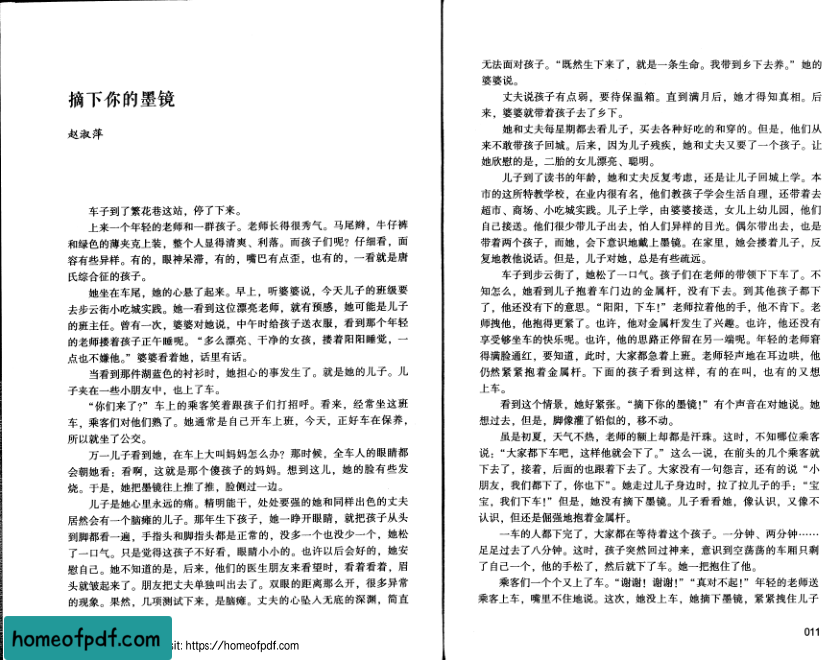 摘下你的墨镜
赵淑萍
车子到了繁花巷这站，停了下来。
上来一个年轻的老师和一群孩子。老师长得很秀气。马尾辫，牛仔裤
和绿色的薄夹克上装，整个人显得清爽、利落。而孩子们呢？仔细看，面
容有些异样。有的，眼神呆滞，有的，嘴巴有点歪，也有的，一看就是唐
氏综合征的孩子。
她坐在车尾，她的心悬了起来。早上，听婆婆说，今天儿子的班级要
去步云街小吃城实践。她一看到这位漂亮老师，就有预感，她可能是儿子
的班主任。曾有一次，婆婆对她说，中午时给孩子送衣服，看到那个年轻
的老师搂着孩子正午睡呢。“多么漂亮、干净的女孩，搂着阳阳睡觉，一
点也不嫌他。”婆婆看着她，话里有话。
当看到那件湖蓝色的衬衫时，她担心的事发生了。就是她的儿子。儿
子夹在一些小朋友中，也上了车。
“你们来了？”车上的乘客笑着跟孩子们打招呼。看来，经常坐这班
车，乘客们对他们熟了。她通常是自己开车上班，今天，正好车在保养，
所以就坐了公交。
万一儿子看到她，在车上大叫妈妈怎么办？那时候，全车人的眼睛都
会朝她看：看啊，这就是那个傻孩子的妈妈。想到这儿，她的脸有些发
烧。于是，她把墨镜往上推了推，脸侧过一边。
儿子是她心里永远的痛。精明能干，处处要强的她和同样出色的丈夫
居然会有一个脑瘫的儿子。那年生下孩子，她一睁开眼睛，就把孩子从头
到脚都看一遍，手指头和脚指头都是正常的，没多一个也没少一个，她松
了一口气。只是觉得这孩子不好看，眼睛小小的。也许以后会好的，她安
慰自己。她不知道的是，后来，他们的医生朋友来看望时，看着看着，眉
头就皱起来了。朋友把丈夫单独叫出去了。双眼的距离那么开，很多异常
的现象。果然，几项测试下来，是脑瘫。丈夫的心坠入无底的深渊，简直
无法面对孩子。“既然生下来了，就是一条生命。我带到乡下去养。”她的
婆婆说。
丈夫说孩子有点弱，要待保温箱。直到满月后，她才得知真相。后
来，婆婆就带着孩子去了乡下。
她和丈夫每星期都去看儿子，买去各种好吃的和穿的。但是，他们从
来不敢带孩子回城。后来，因为儿子残疾，她和丈夫又要了一个孩子。让
她欣慰的是，二胎的女儿漂亮、聪明。
儿子到了读书的年龄，她和丈夫反复考虑，还是让儿子回城上学。本
市的这所特教学校，在业内很有名，他们教孩子学会生活自理，还带着去
超市、商场、小吃城实践。儿子上学，由婆婆接送，女儿上幼儿园，他们
自己接送。他们很少带儿子出去，怕人们异样的目光。偶尔带出去，也是
带着两个孩子，而她，会下意识地戴上墨镜。在家里，她会搂着儿子，反
复地教他说话。但是，儿子对她，总是有些疏远。
车子到步云街了，她松了一口气。孩子们在老师的带领下下车了。不
知怎么，她看到儿子抱着车门边的金属杆，没有下去。到其他孩子都下
了，他还没有下的意思。“阳阳，下车！”老师拉着他的手，他不肯下。老
师拽他，他抱得更紧了。也许，他对金属杆发生了兴趣。也许，他还没有
享受够坐车的快乐呢。也许，他的思路正停留在另一端呢。年轻的老师窘
得满脸通红，要知道，此时，大家都急着上班。老师轻声地在耳边哄，他
仍然紧紧抱着金属杆。下面的孩子看到这样，有的在叫，也有的又想
上车。
看到这个情景，她好紧张。“摘下你的墨镜！”有个声音在对她说。她
想过去，但是，脚像灌了铅似的，移不动。
虽是初夏，天气不热，老师的额上却都是汗珠。这时，不知哪位乘客
说：“大家都下车吧，这样他就会下了。”这么一说，在前头的几个乘客就
下去了，接着，后面的也跟着下去了。大家没有一句怨言，还有的说“小
朋友，我们都下了，你也下”。她走过儿子身边时，拉了拉儿子的手：“宝
宝，我们下车！”但是，她没有摘下墨镜。儿子看看她，像认识，又像不
认识，但还是倔强地抱着金属杆。
一车的人都下完了，大家都在等待着这个孩子。一分钟、两分钟……
足足过去了八分钟。这时，孩子突然回过神来，意识到空荡荡的车厢只剩
了自己一个，他的手松了，然后就下了车。她一把抱住了他。
乘客们一个个又上了车。“谢谢！谢谢！”“真对不起！”年轻的老师送
乘客上车，嘴里不住地说。这次，她没上车，她摘下墨镜，紧紧拽住儿子
011
homeofpdf.com
sit: https://homeofpdf.com